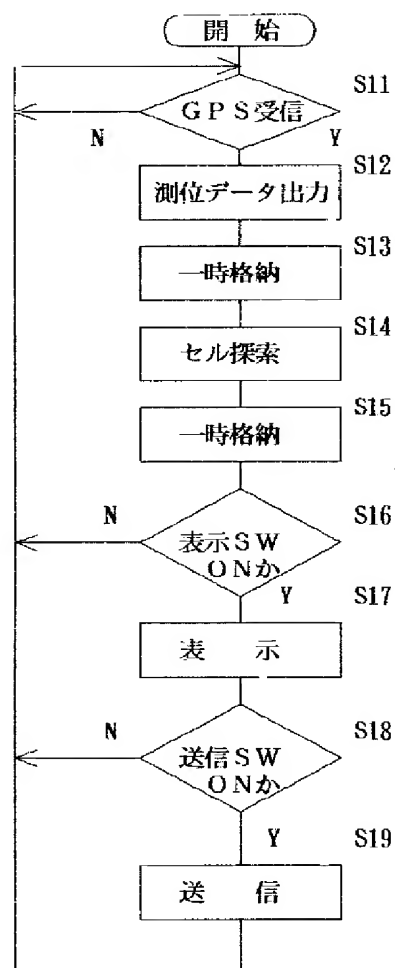 開 始
S11
GPS受信
N
Y
S12
測位データ出力
S13
一時格納
S14
セル探索
S15
一時格納
N
S16
表示SW
ONか
Y
S17
表 示
N
S18
送信SW
ONか
Y
S19
送 信